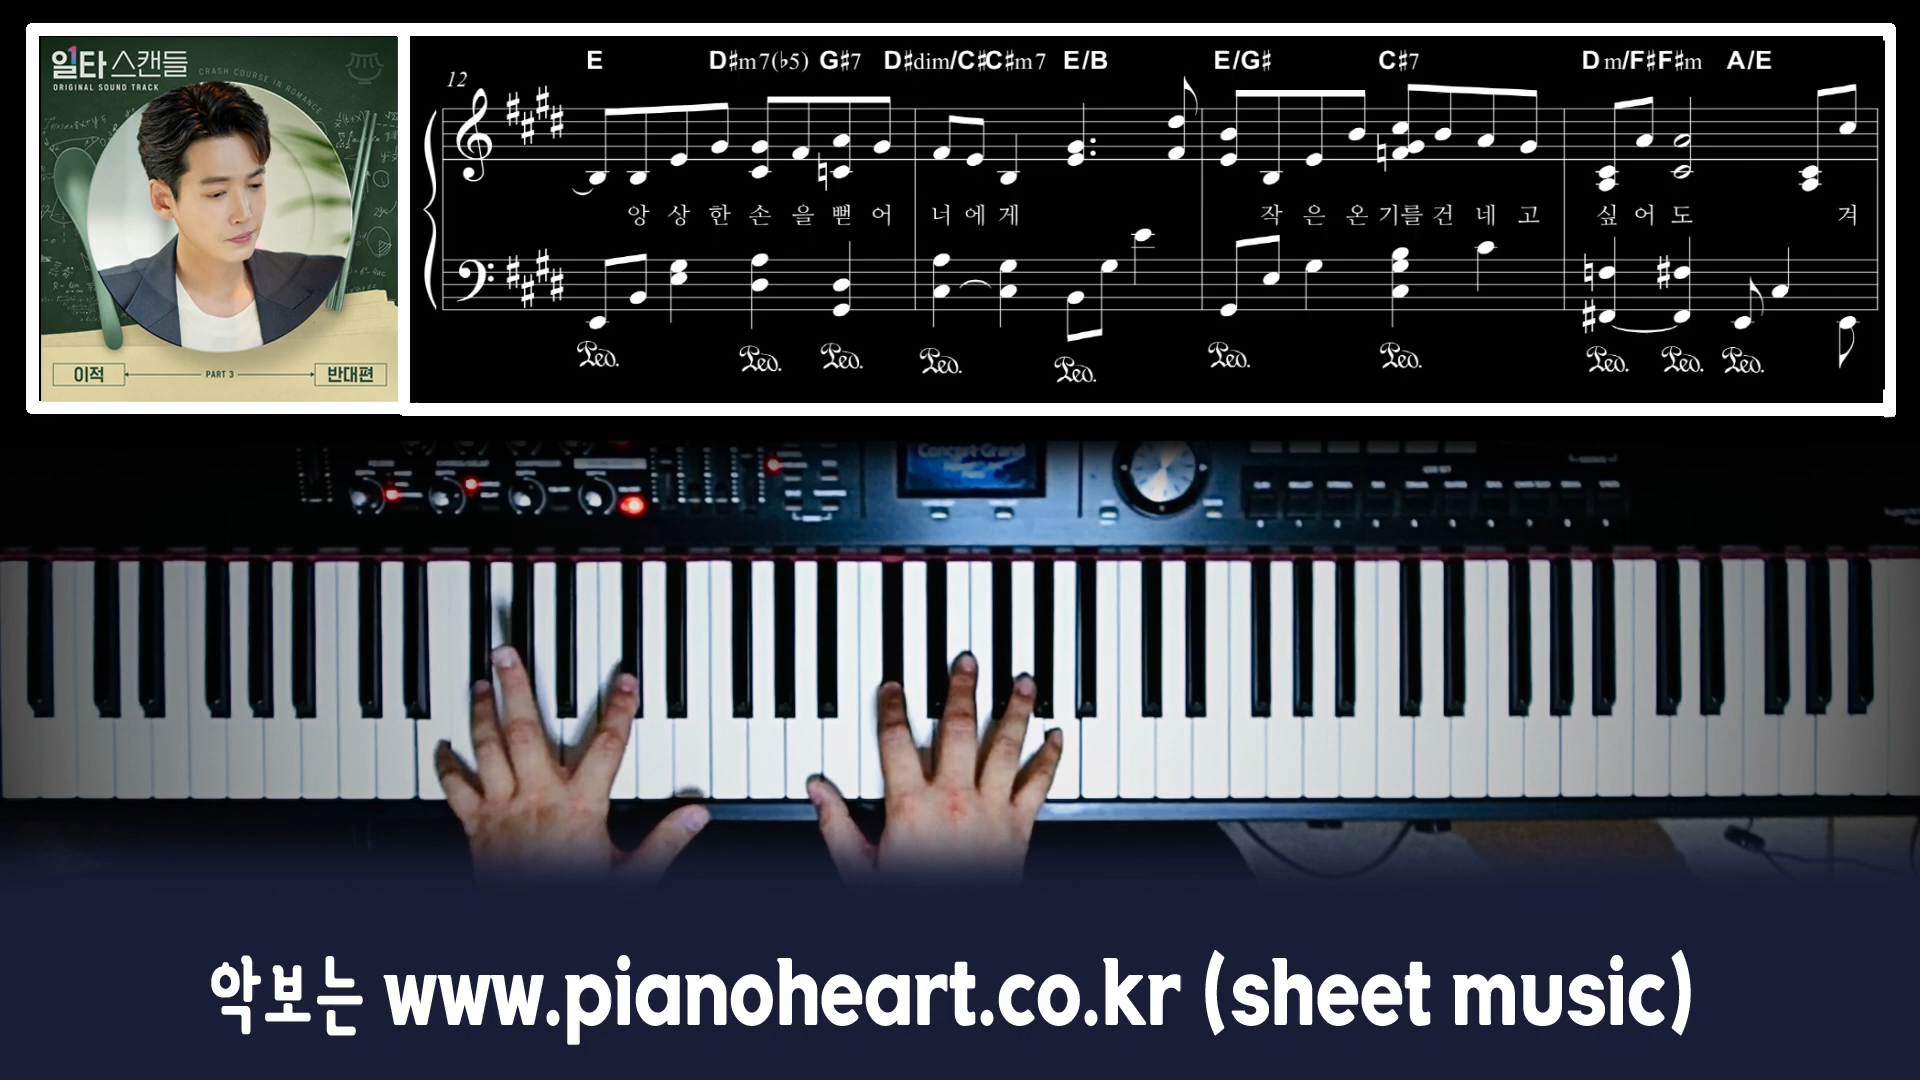 일타 스캔들
CRASH COURSE IN ROMANCE
ORIGINAL SOUND TRACK
이적 PART 3 반대편
E D♯m7(♭5) G♯7 D♯dim/C♯ C♯m7 E/B E/G♯ C♯7 Dm/F♯ F♯m A/E
12
앙 상 한 손 을 뻗 어 너 에 게 작 은 온 기를 건 네 고 싶 어 도 겨
Ped. Ped. Ped. Ped. Ped. Ped. Ped. Ped. Ped. Ped.
Concert Grand
악보는 www.pianoheart.co.kr (sheet music)